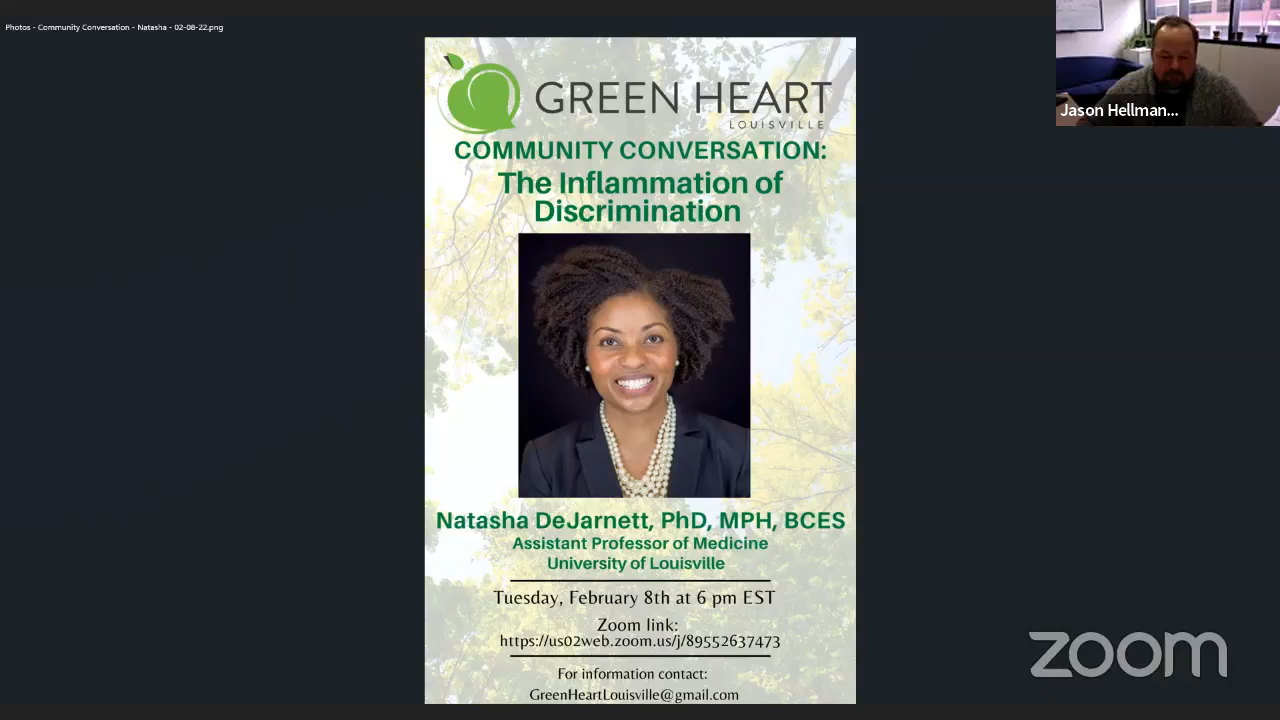 Photos - Community Conversation - Natasha - 02-08-22.png
Jason Hellman...
GREEN HEART
LOUISVILLE
COMMUNITY CONVERSATION:
The Inflammation of
Discrimination
Natasha DeJarnett, PhD, MPH, BCES
Assistant Professor of Medicine
University of Louisville
Tuesday, February 8th at 6 pm EST
Zoom link:
https://us02web.zoom.us/j/89552637473
For information contact:
GreenHeartLouisville@gmail.com
zoom